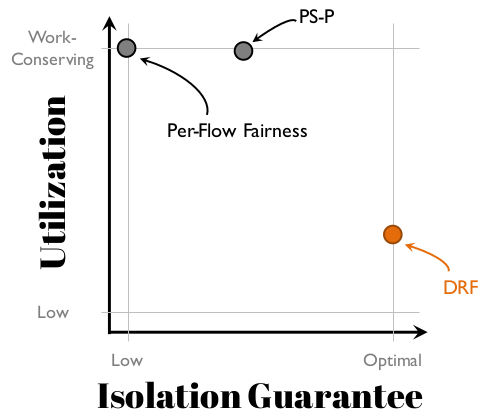 PS-P
Work-
Conserving
Per-Flow Fairness
Utilization
DRF
Low
Low
Optimal
Isolation Guarantee